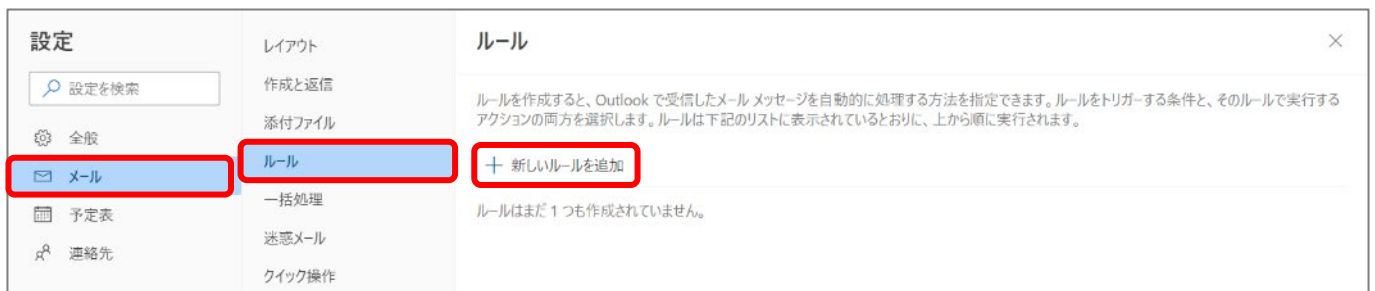 設定
設定を検索
全般
メール
予定表
連絡先
レイアウト
作成と返信
添付ファイル
ルール
一括処理
迷惑メール
クイック操作
ルール
ルールを作成すると、Outlook で受信したメール メッセージを自動的に処理する方法を指定できます。ルールをトリガーする条件と、そのルールで実行する
アクションの両方を選択します。ルールは下記のリストに表示されているとおりに、上から順に実行されます。
新しいルールを追加
ルールはまだ 1 つも作成されていません。